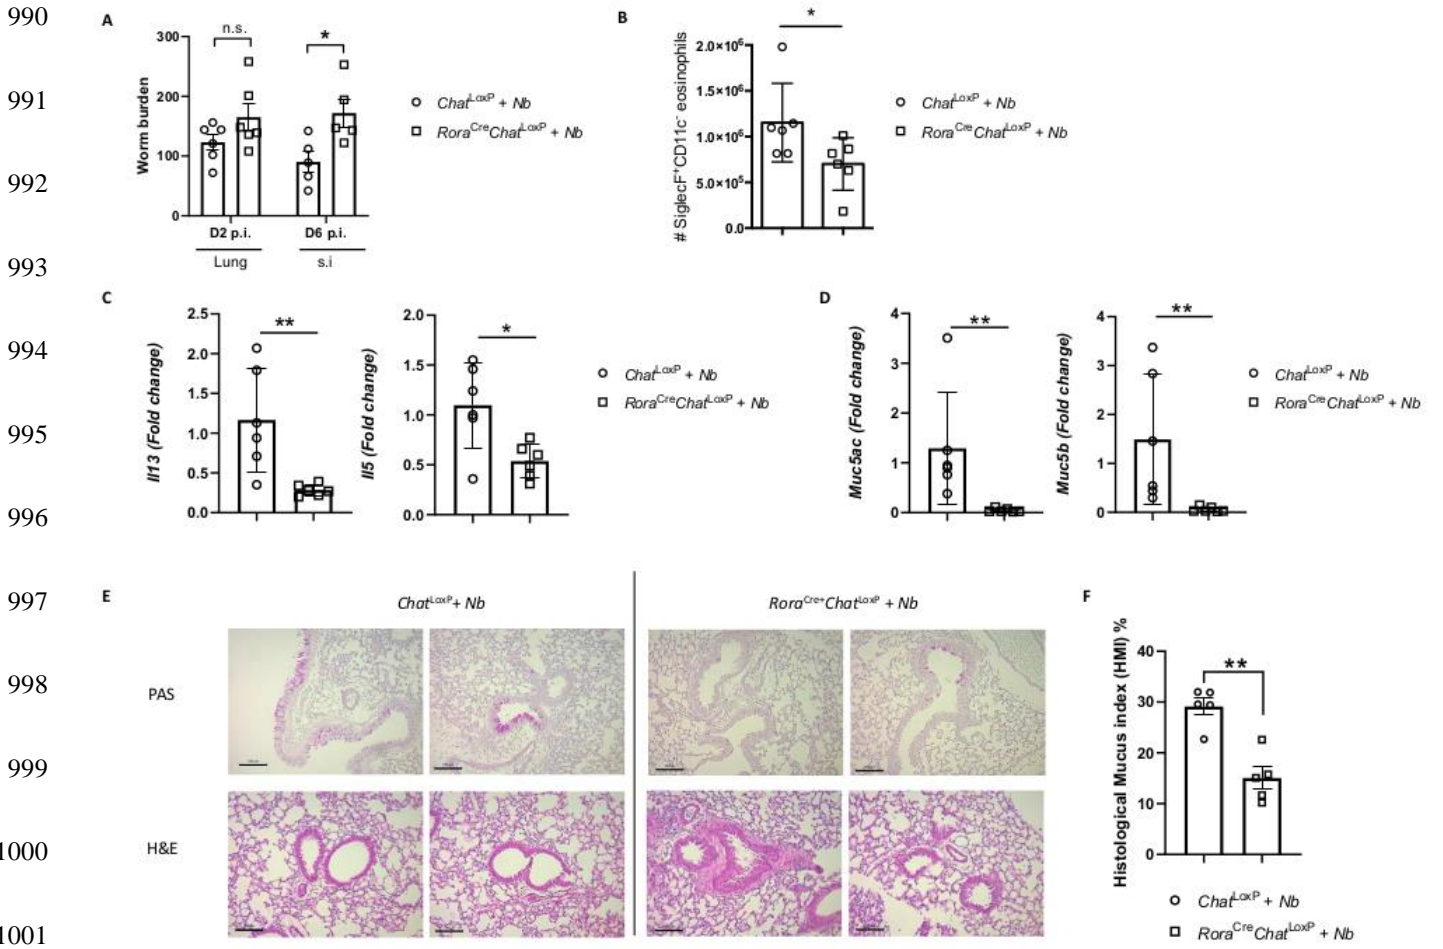 990
991
992
993
994
995
996
997
998
999
1000
1001
A
Worm burden
300
200
100
0
n.s.
*
D2 p.i.
D6 p.i.
Lung
s.i
Chat^LoxP + Nb
Rora^Cre Chat^LoxP + Nb
B
# SiglecF⁺CD11c⁻ eosinophils
2.0×10⁶
1.5×10⁶
1.0×10⁶
5.0×10⁵
0.0
*
Chat^LoxP + Nb
Rora^Cre Chat^LoxP + Nb
C
Il13 (Fold change)
2.5
2.0
1.5
1.0
0.5
0.0
**
Il5 (Fold change)
2.0
1.5
1.0
0.5
0.0
*
Chat^LoxP + Nb
Rora^Cre Chat^LoxP + Nb
D
Muc5ac (Fold change)
4
3
2
1
0
**
Muc5b (Fold change)
4
3
2
1
0
**
Chat^LoxP + Nb
Rora^Cre Chat^LoxP + Nb
E
Chat^LoxP + Nb
Rora^Cre+ Chat^LoxP + Nb
PAS
H&E
F
Histological Mucus index (HMI) %
40
30
20
10
0
**
Chat^LoxP + Nb
Rora^Cre Chat^LoxP + Nb